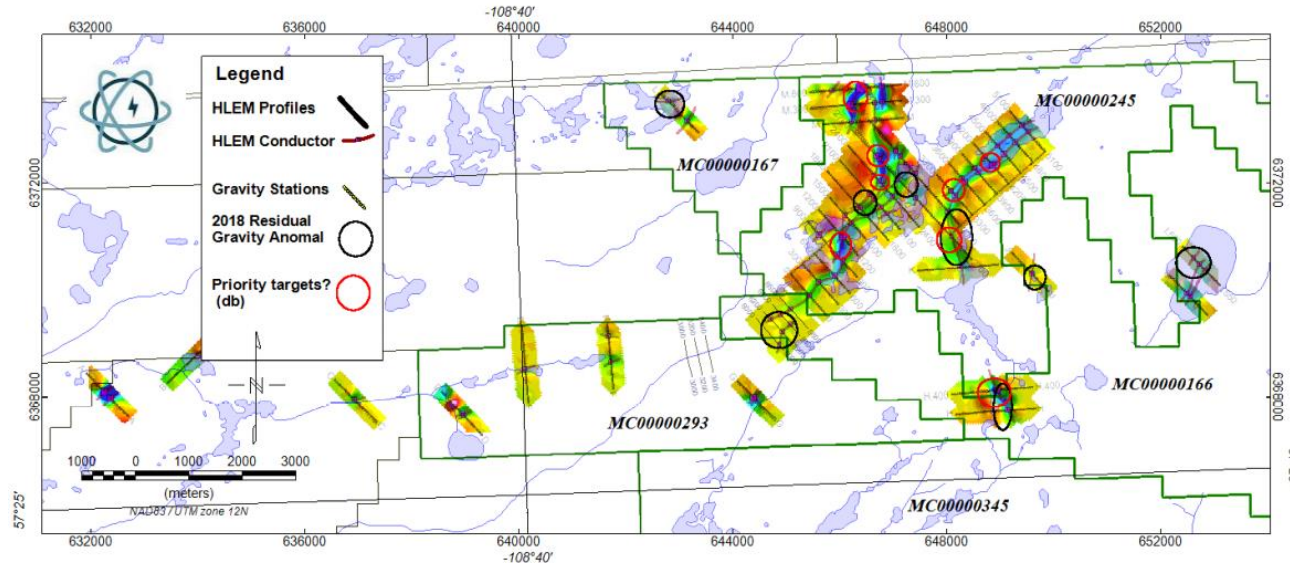 -108°40'
632000
636000
640000
644000
648000
652000
Legend
HLEM Profiles
HLEM Conductor
Gravity Stations
2018 Residual
Gravity Anomal
Priority targets?
(db)
MC00000245
MC00000167
6372000
6372000
MC00000166
6368000
6368000
MC00000293
N
1000
0
1000
2000
3000
(meters)
NAD83 / UTM zone 12N
MC00000345
57°25'
632000
636000
640000
644000
648000
652000
-108°40'